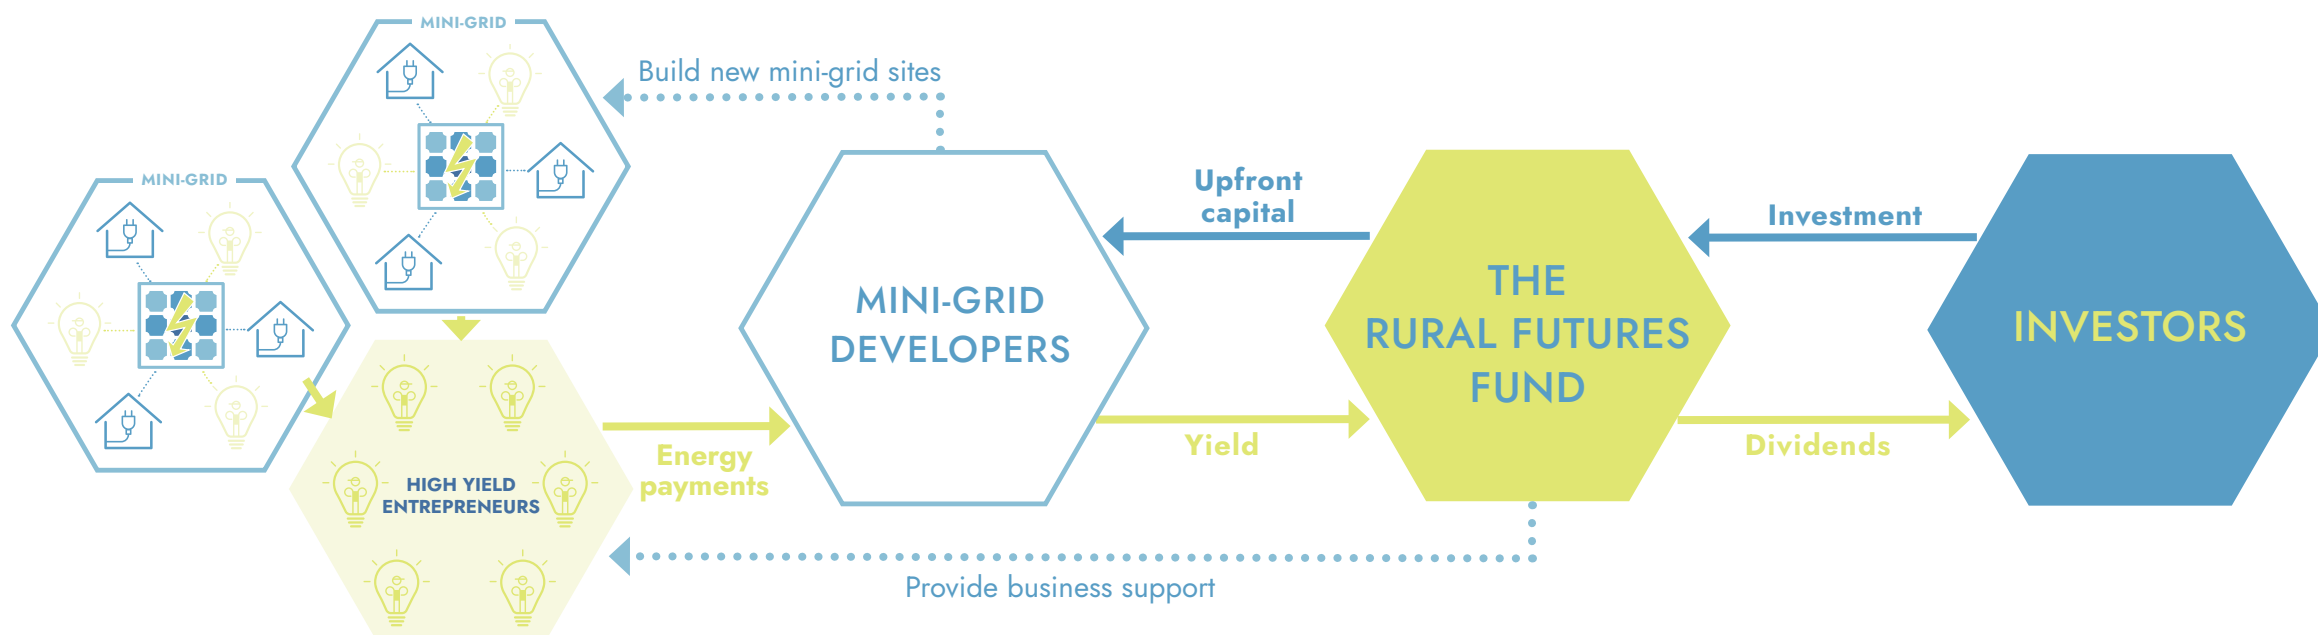 MINI-GRID
MINI-GRID
Build new mini-grid sites
Upfront
capital
Investment
MINI-GRID
DEVELOPERS
THE
RURAL FUTURES
FUND
INVESTORS
Energy
payments
Yield
Dividends
HIGH YIELD
ENTREPRENEURS
Provide business support